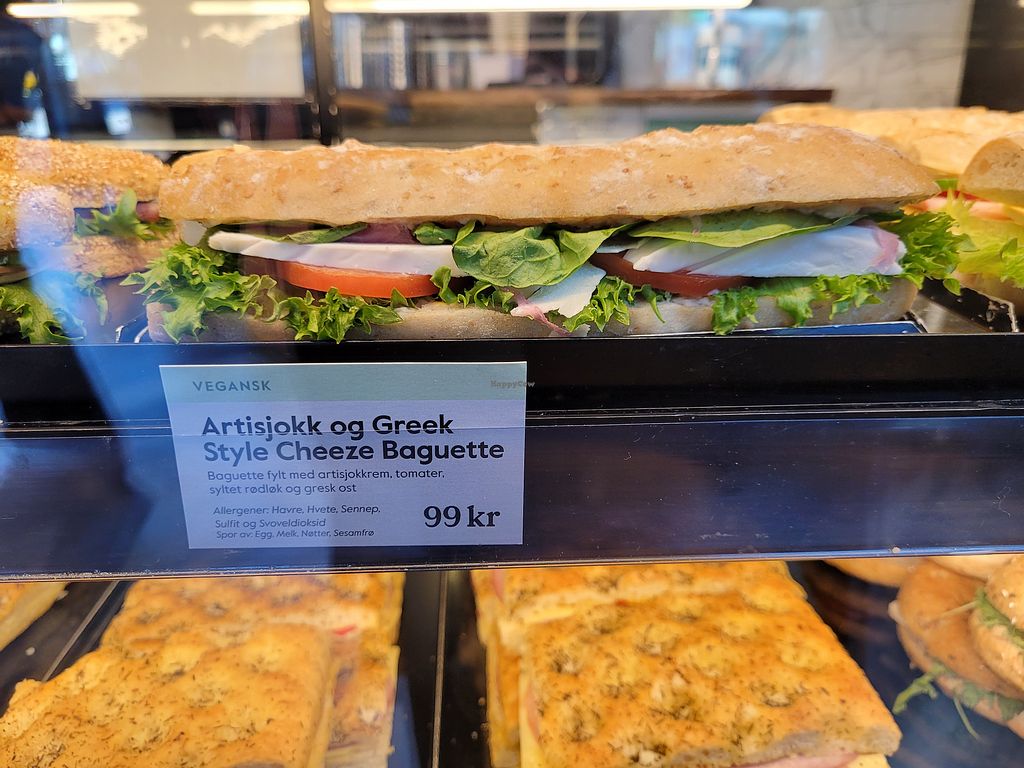 VEGANSK
HappyCow
Artisjokk og Greek
Style Cheeze Baguette
Baguette fylt med artisjokkrem, tomater,
syltet rødløk og gresk ost
Allergener: Havre, Hvete, Sennep,
Sulfit og Svoveldioksid
Spor av: Egg, Melk, Nøtter, Sesamfrø
99 kr